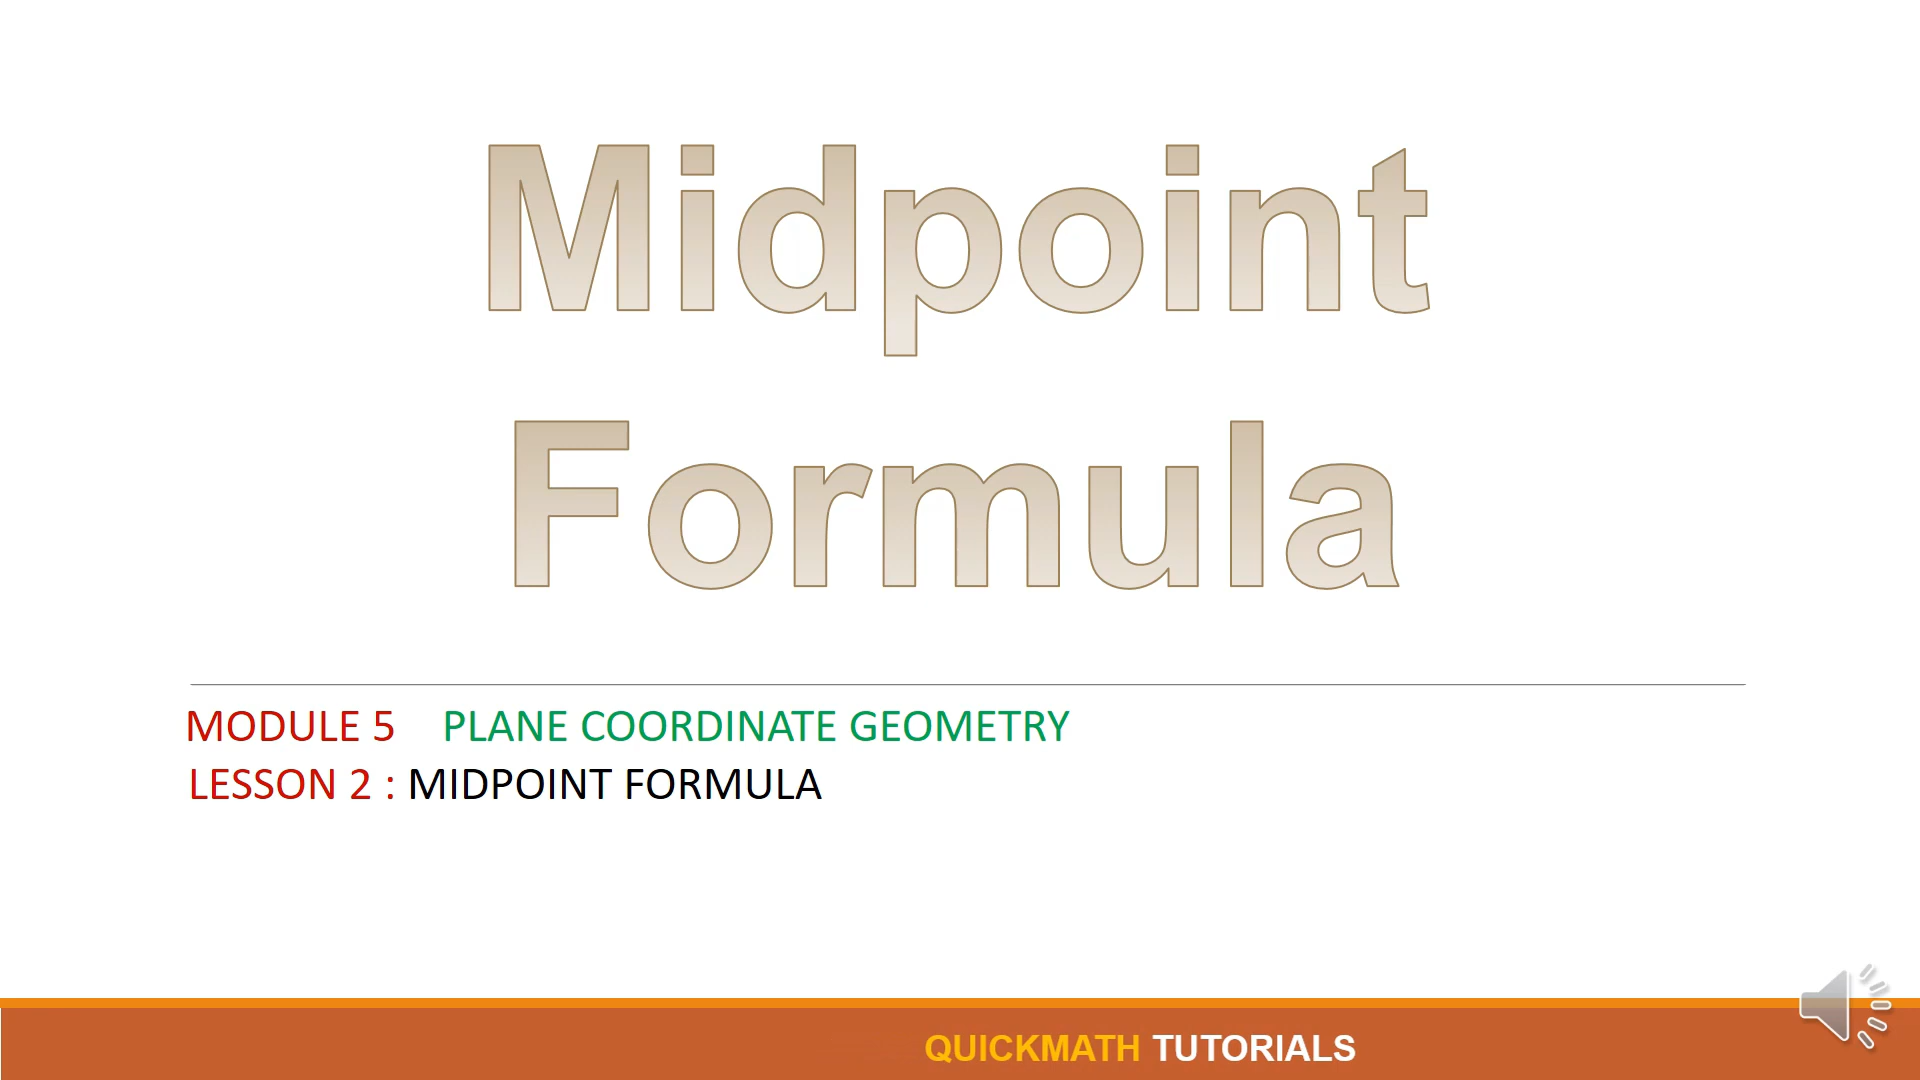 Midpoint
Formula
MODULE 5 PLANE COORDINATE GEOMETRY
LESSON 2 : MIDPOINT FORMULA
QUICKMATH TUTORIALS